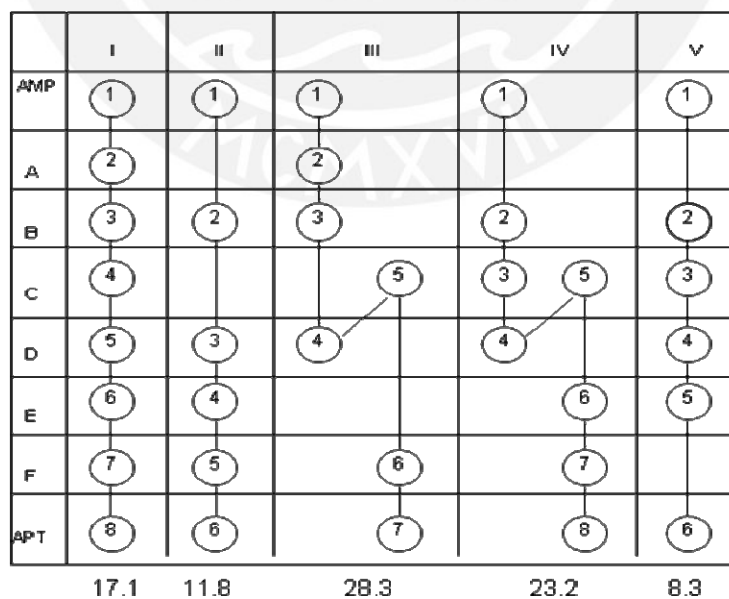 I II III IV V
AMP 1 1 1 1 1
A 2 2
B 3 2 3 2 2
C 4 5 3 5 3
D 5 3 4 4 4
E 6 4 6 5
F 7 5 6 7
APT 8 6 7 8 6
17.1 11.8 28.3 23.2 8.3
MCMXVII